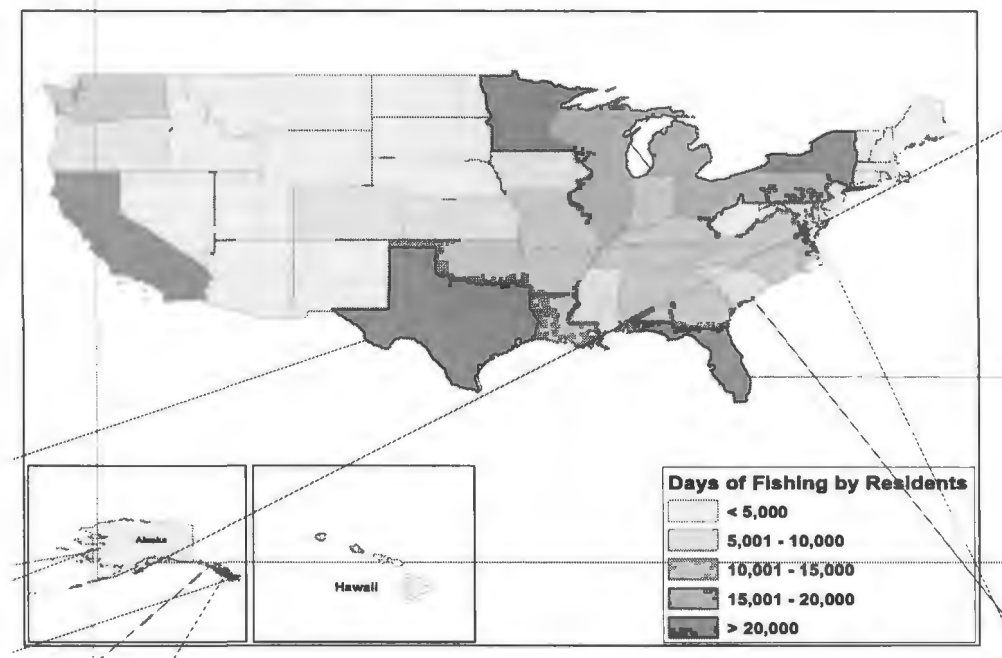 Days of Fishing by Residents
< 5,000
5,001 - 10,000
10,001 - 15,000
15,001 - 20,000
> 20,000
Alaska
Hawaii